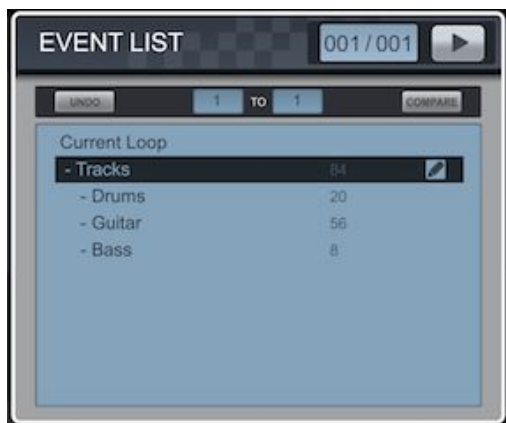 EVENT LIST 001/001
UNDO 1 TO 1 COMPARE
Current Loop
- Tracks 84
- Drums 20
- Guitar 56
- Bass 8